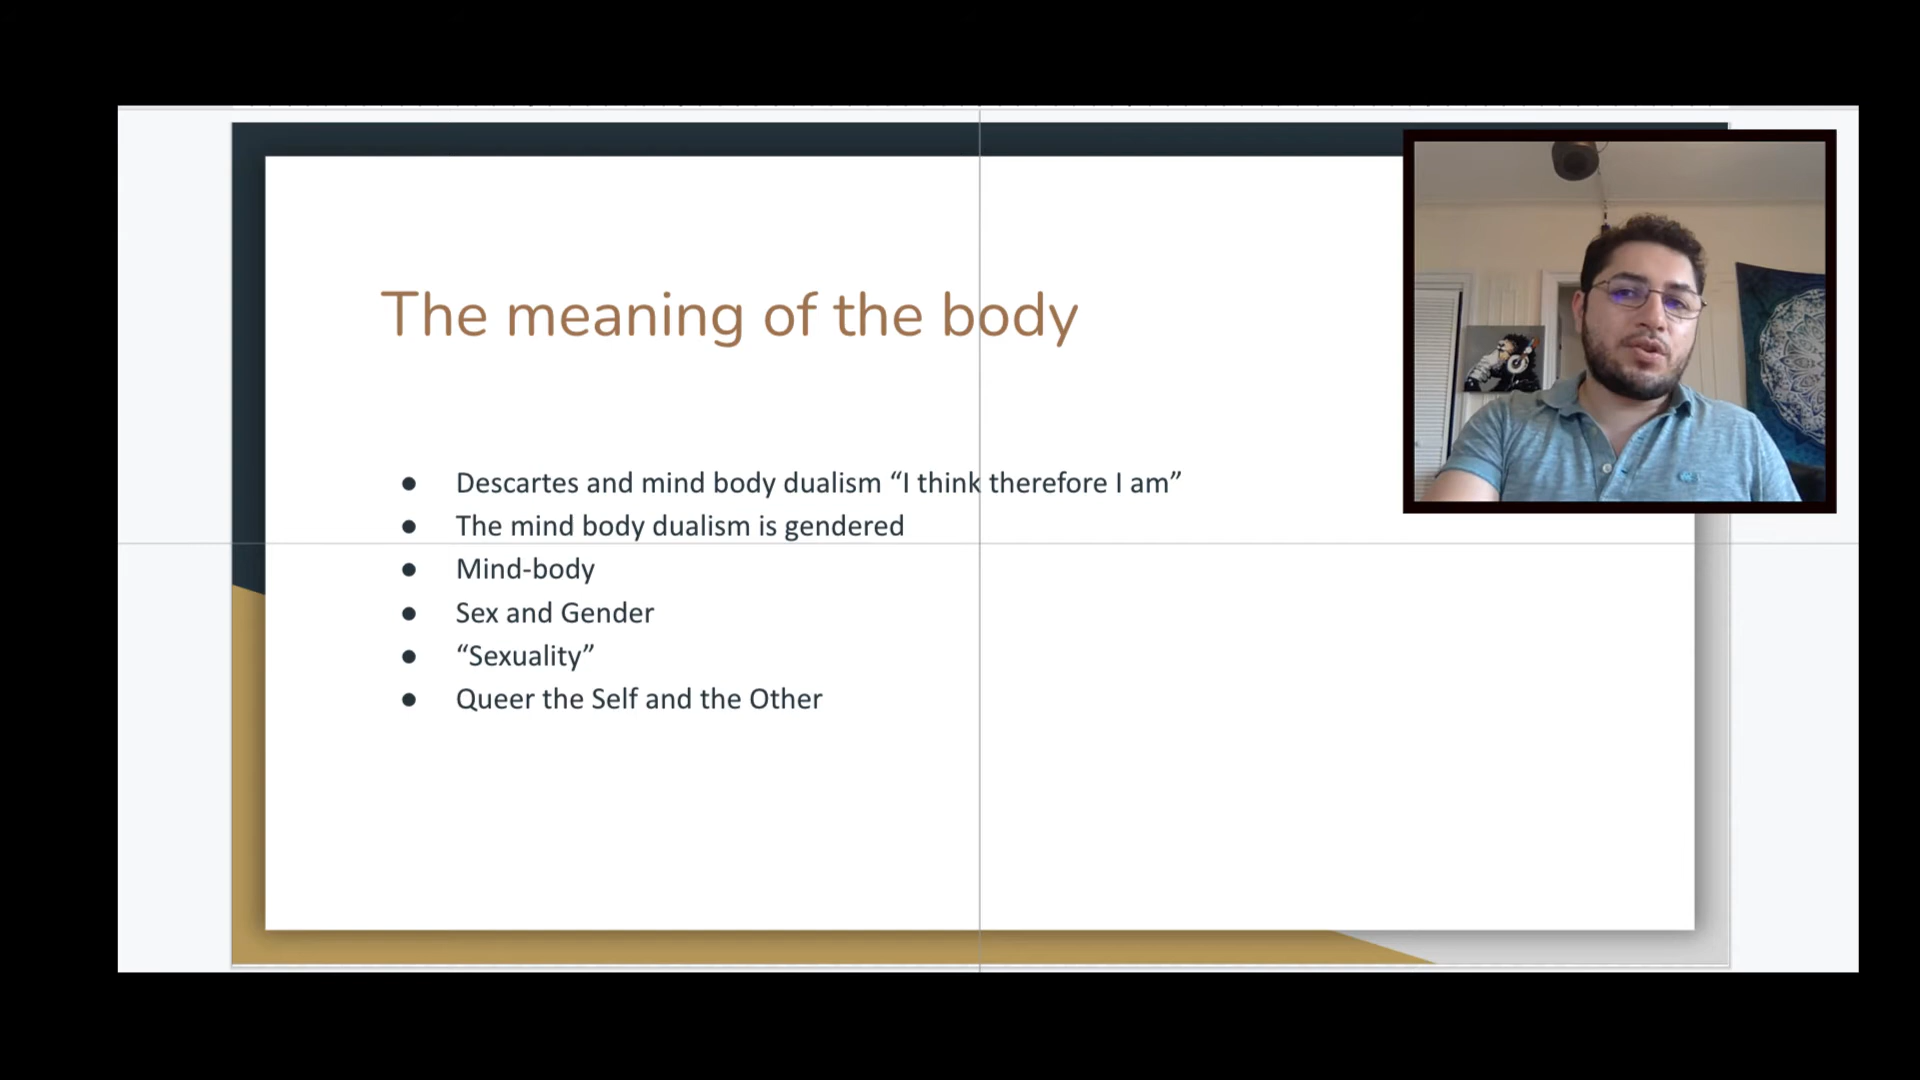 The meaning of the body
● Descartes and mind body dualism “I think therefore I am”
● The mind body dualism is gendered
● Mind-body
● Sex and Gender
● “Sexuality”
● Queer the Self and the Other